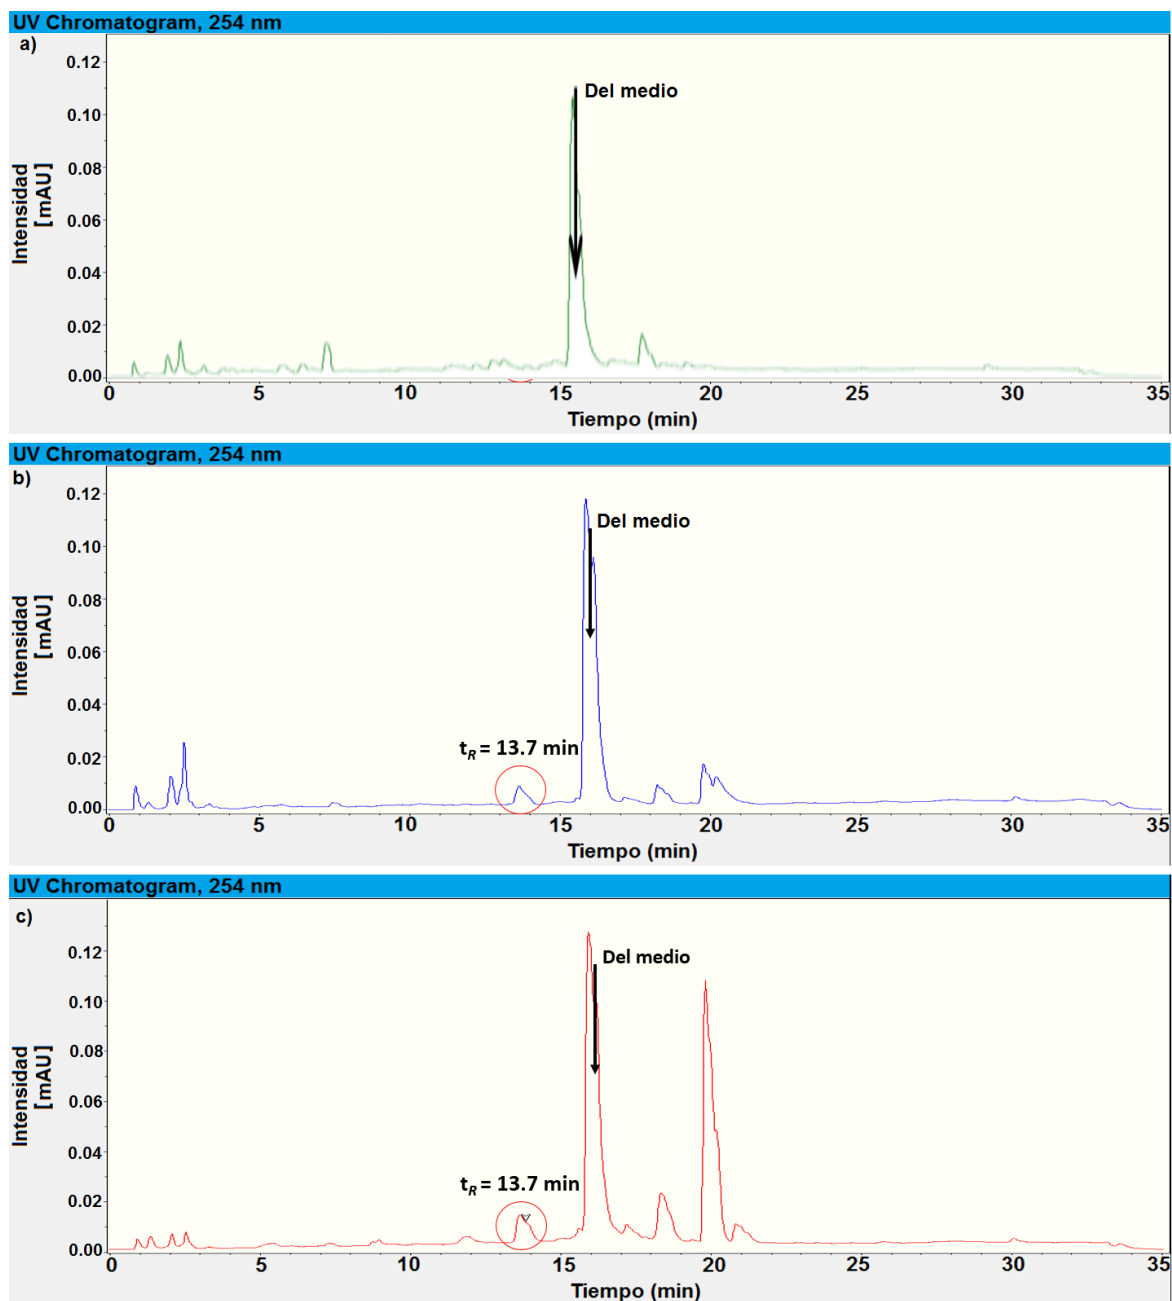 UV Chromatogram, 254 nm
a)
Del medio
Intensidad
[mAU]
0.12
0.10
0.08
0.06
0.04
0.02
0.00
0 5 10 15 20 25 30 35
Tiempo (min)
UV Chromatogram, 254 nm
b)
Del medio
tR = 13.7 min
Intensidad
[mAU]
0.12
0.10
0.08
0.06
0.04
0.02
0.00
0 5 10 15 20 25 30 35
Tiempo (min)
UV Chromatogram, 254 nm
c)
Del medio
tR = 13.7 min
Intensidad
[mAU]
0.12
0.10
0.08
0.06
0.04
0.02
0.00
0 5 10 15 20 25 30 35
Tiempo (min)